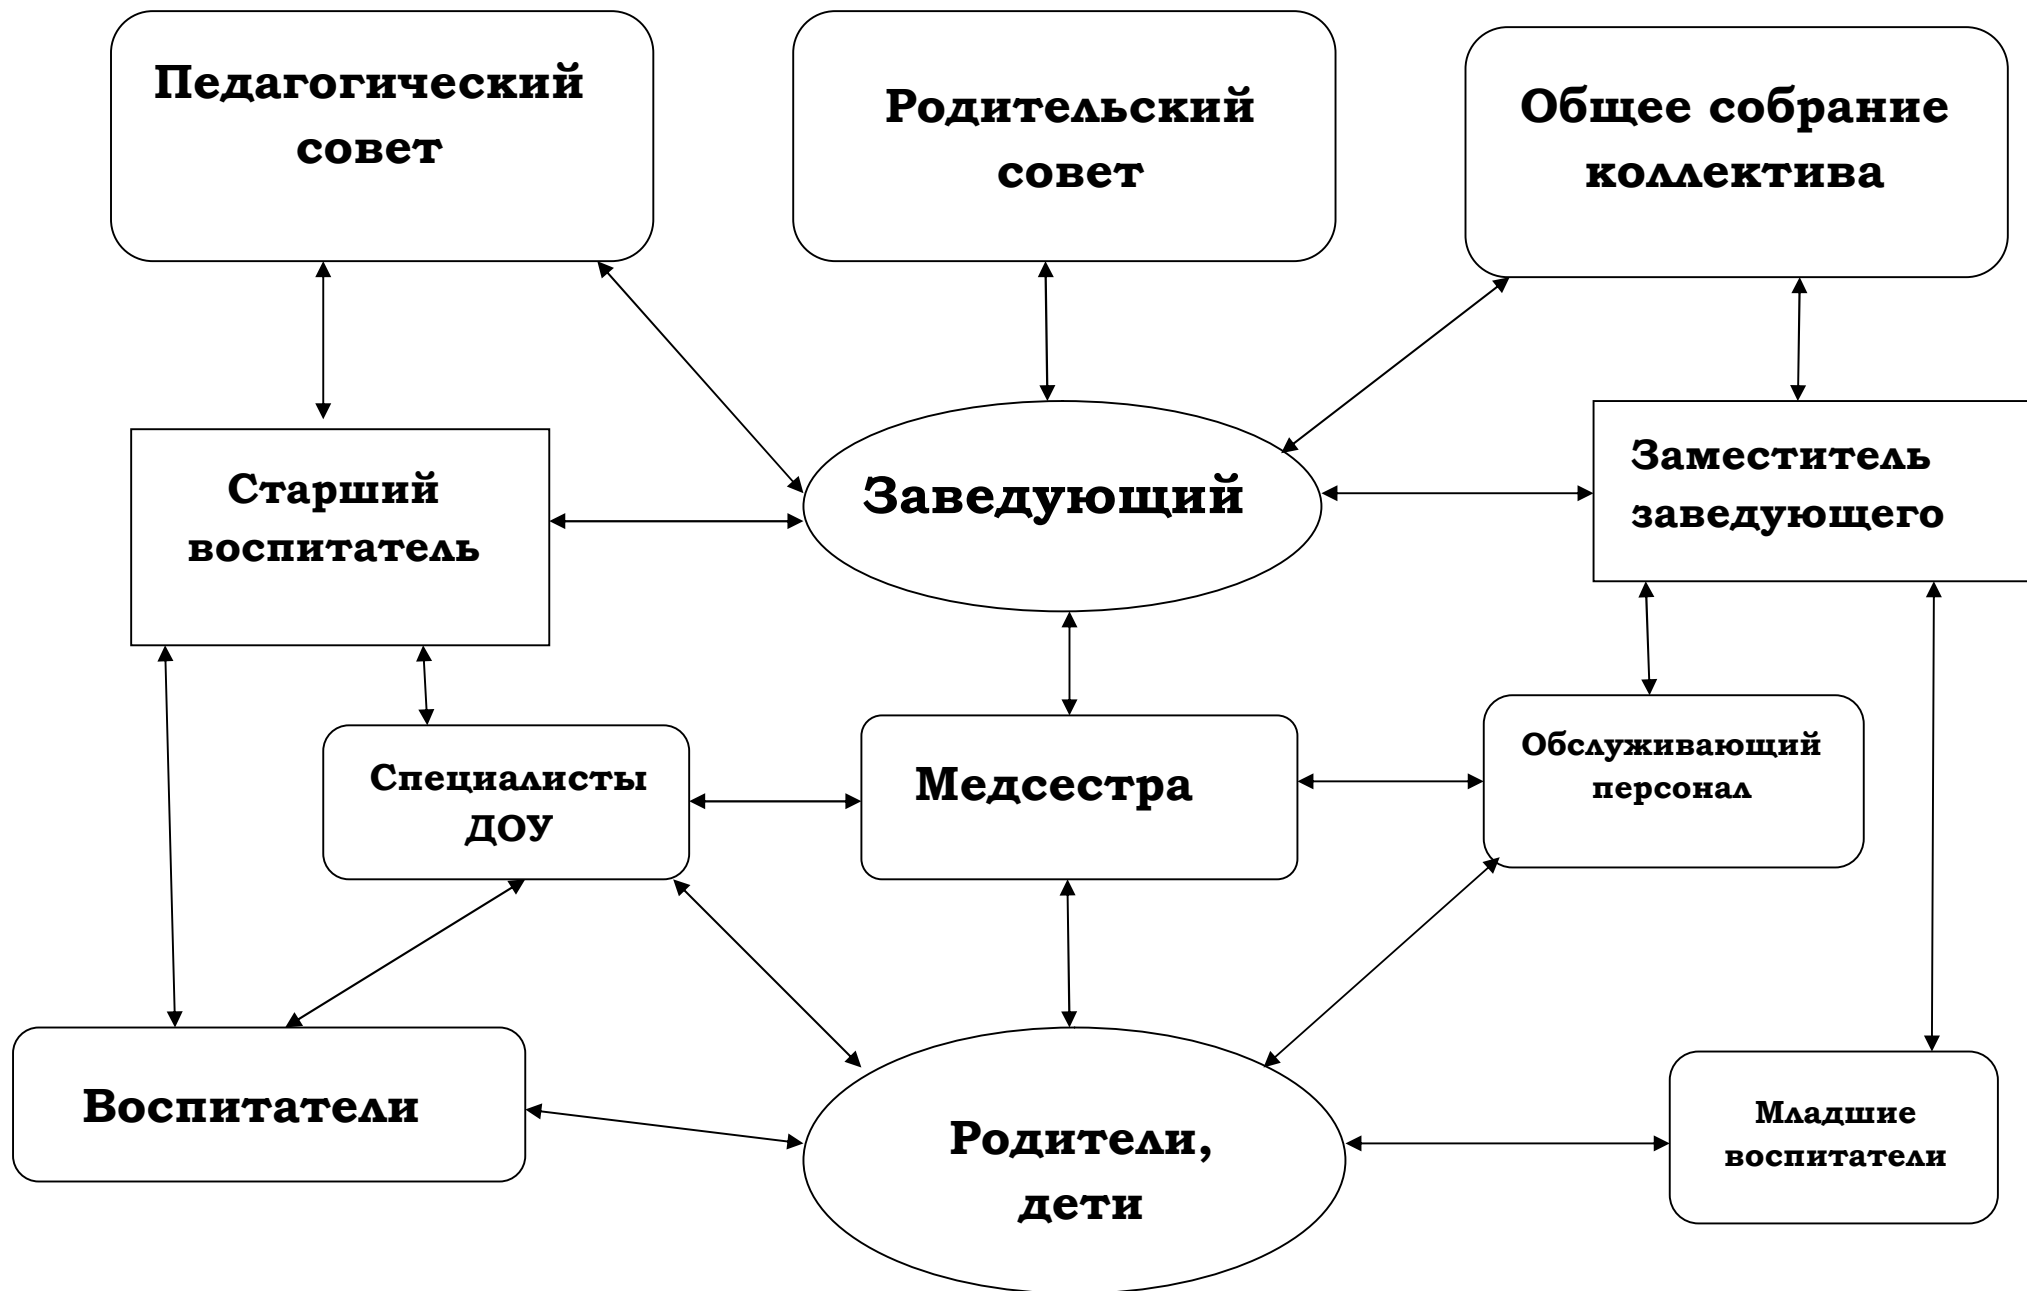 Педагогический
совет
Родительский
совет
Общее собрание
коллектива
Старший
воспитатель
Заведующий
Заместитель
заведующего
Специалисты
ДОУ
Медсестра
Обслуживающий
персонал
Воспитатели
Родители,
дети
Младшие
воспитатели